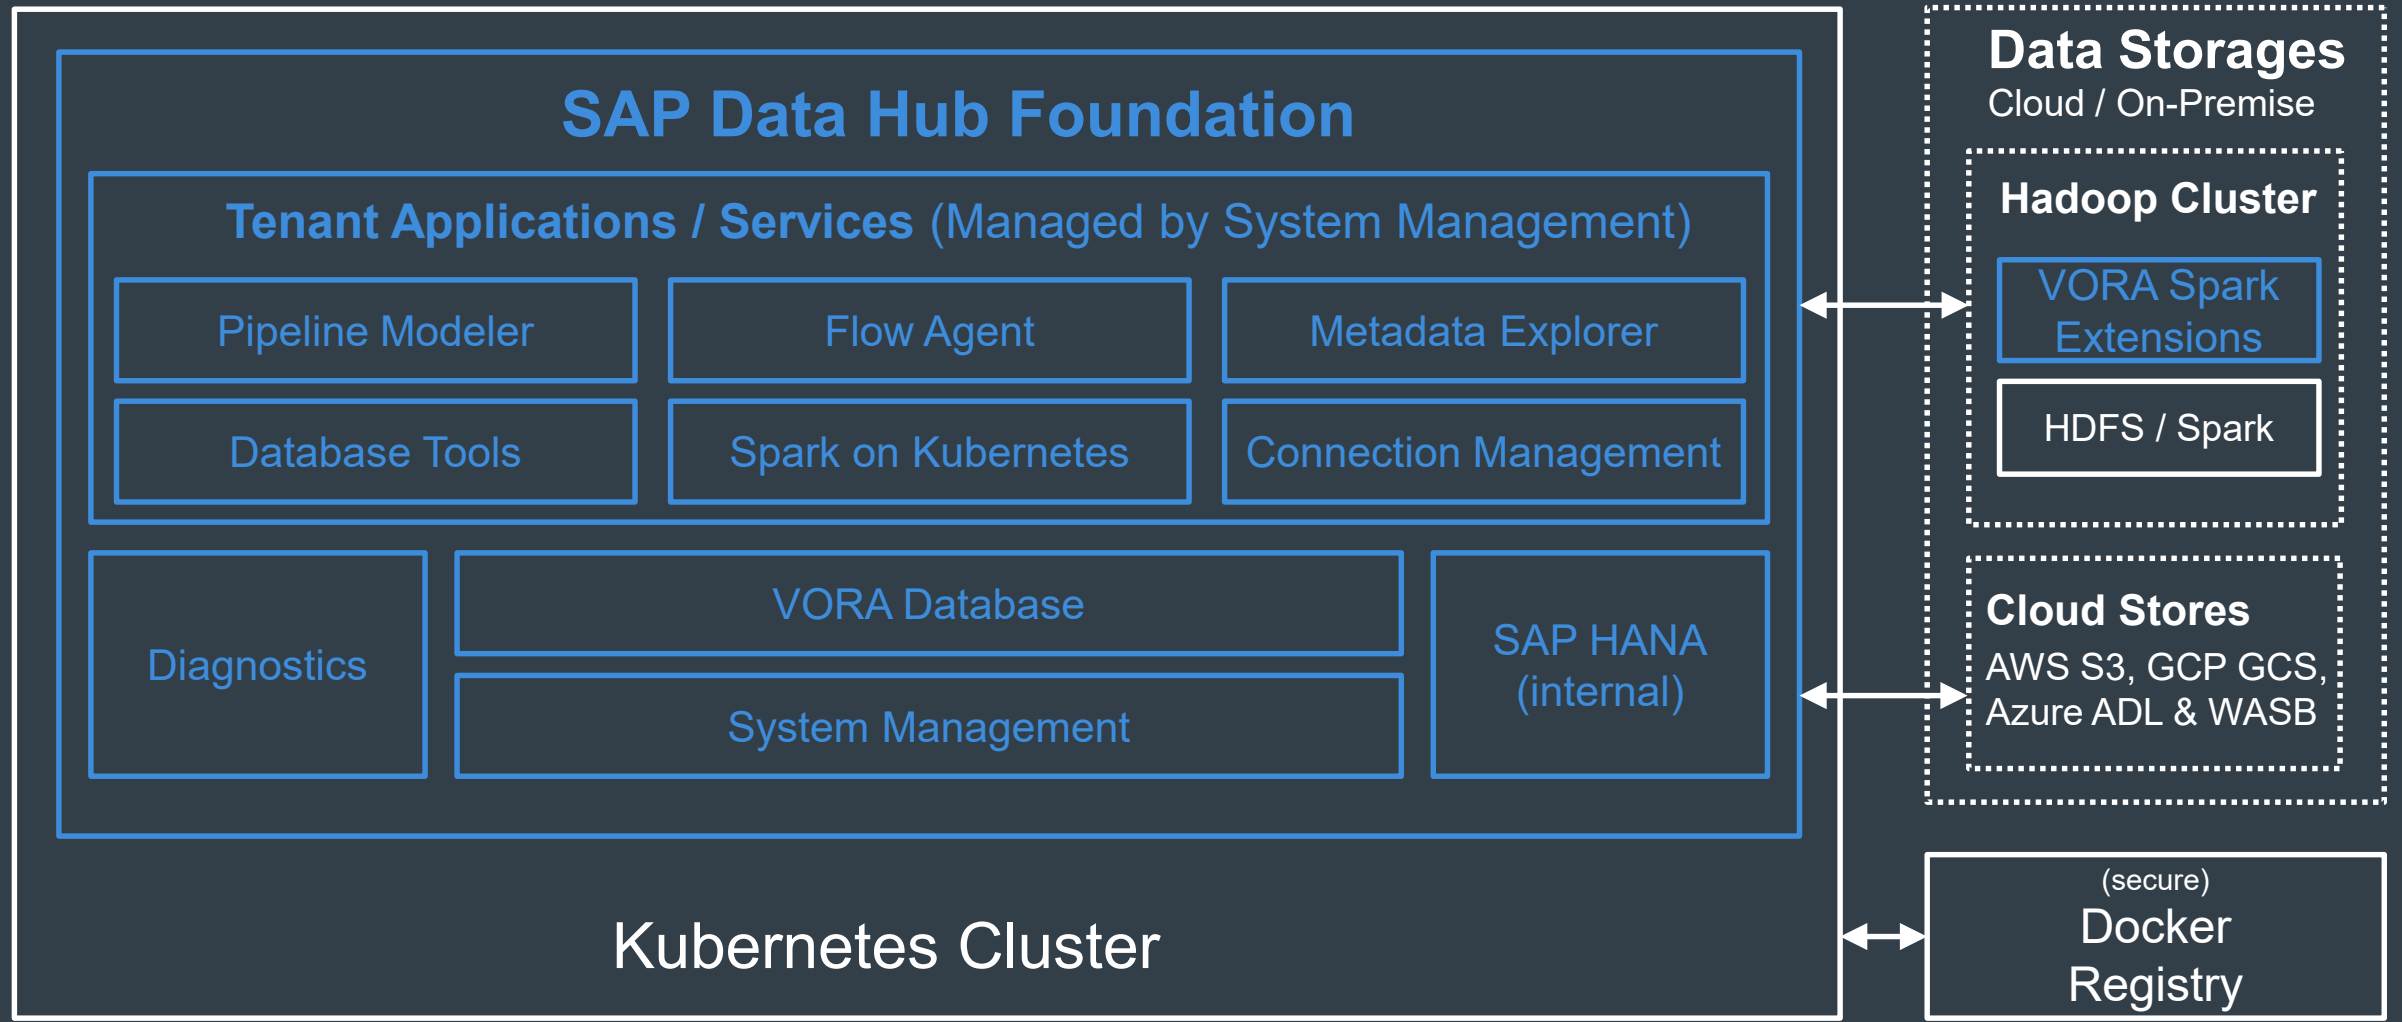 SAP Data Hub Foundation
Tenant Applications / Services (Managed by System Management)
Pipeline Modeler
Flow Agent
Metadata Explorer
Database Tools
Spark on Kubernetes
Connection Management
Diagnostics
VORA Database
System Management
SAP HANA
(internal)
Kubernetes Cluster
Data Storages
Cloud / On-Premise
Hadoop Cluster
VORA Spark
Extensions
HDFS / Spark
Cloud Stores
AWS S3, GCP GCS,
Azure ADL & WASB
(secure)
Docker
Registry